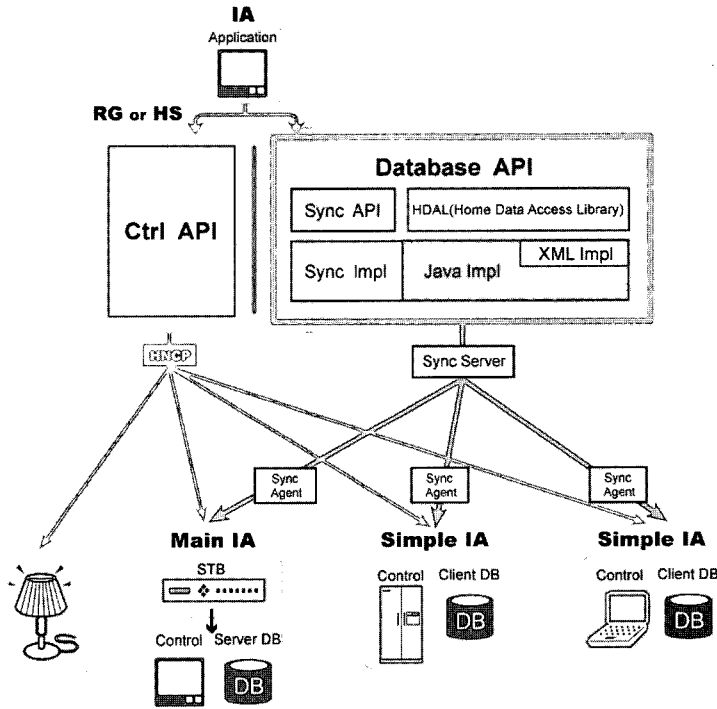 IA
Application
RG or HS
Database API
Sync API
HDAL(Home Data Access Library)
Ctrl API
Sync Impl
Java Impl
XML Impl
HNCP
Sync Server
Sync
Agent
Sync
Agent
Sync
Agent
Main IA
Simple IA
Simple IA
STB
Control
Client DB
Control
Client DB
DB
DB
Control
Server DB
DB